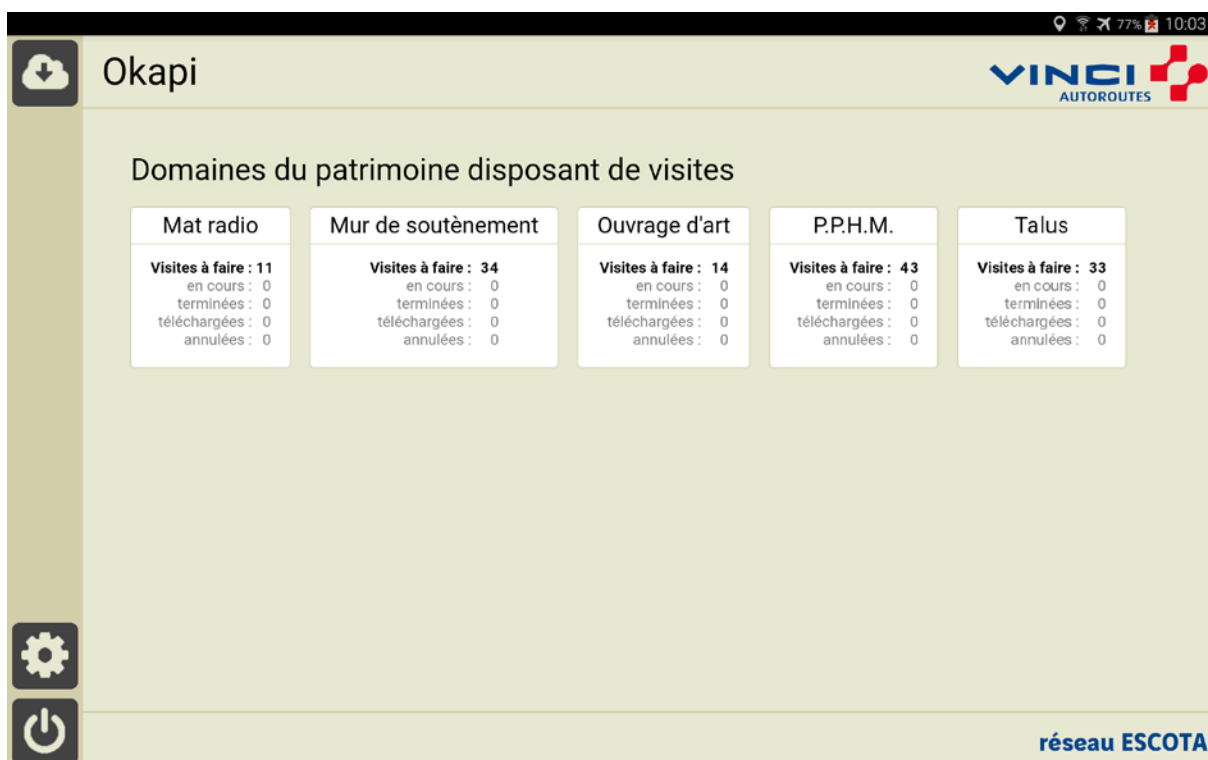 77% 10:03
Okapi
VINCI
AUTOROUTES
Domaines du patrimoine disposant de visites
Mat radio
Visites à faire : 11
en cours : 0
terminées : 0
téléchargées : 0
annulées : 0
Mur de soutènement
Visites à faire : 34
en cours : 0
terminées : 0
téléchargées : 0
annulées : 0
Ouvrage d'art
Visites à faire : 14
en cours : 0
terminées : 0
téléchargées : 0
annulées : 0
P.P.H.M.
Visites à faire : 43
en cours : 0
terminées : 0
téléchargées : 0
annulées : 0
Talus
Visites à faire : 33
en cours : 0
terminées : 0
téléchargées : 0
annulées : 0
réseau ESCOTA